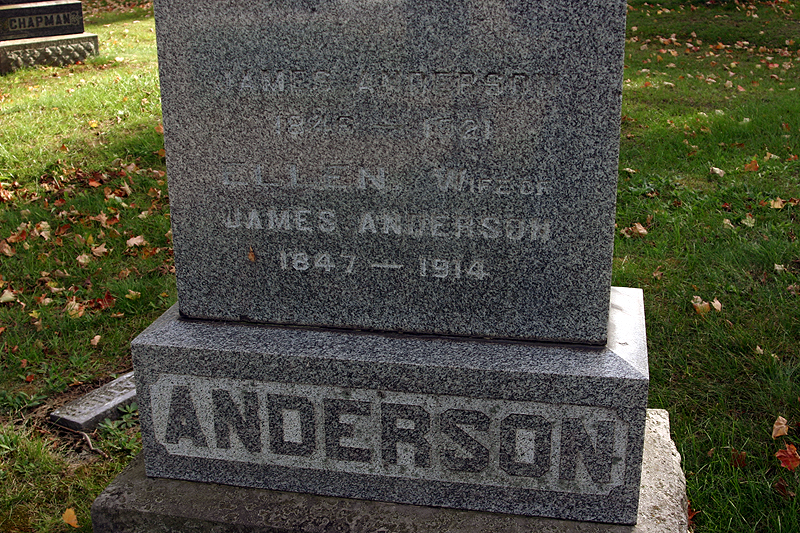 CHAPMAN
JAMES ANDERSON
ELLEN WIFE OF
JAMES ANDERSON
1847 — 1914
ANDERSON